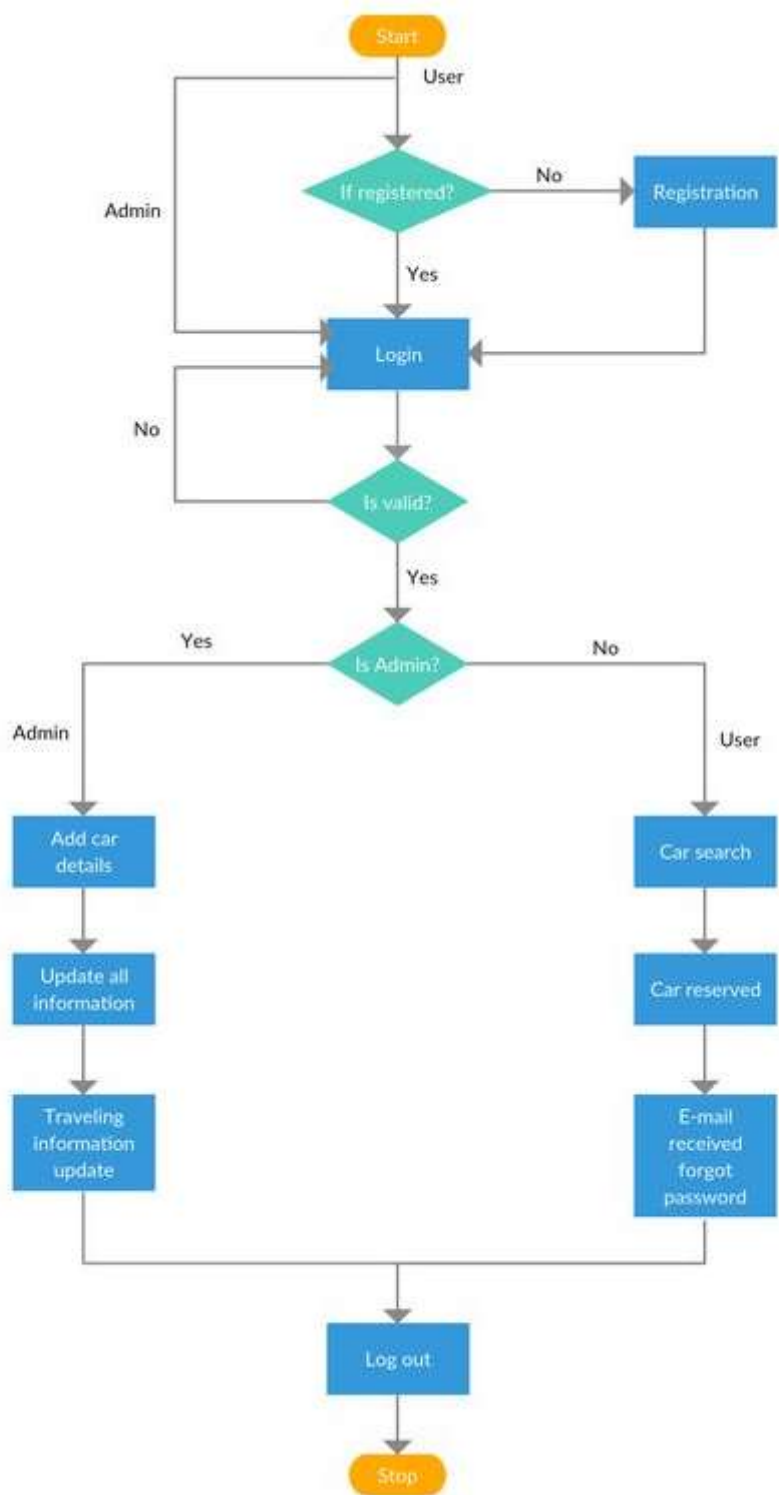 Start
User
If registered?
No
Registration
Admin
Yes
Login
No
Is valid?
Yes
Yes
Is Admin?
No
Admin
User
Add car
details
Car search
Update all
information
Car reserved
Traveling
information
update
E-mail
received
forgot
password
Log out
Stop